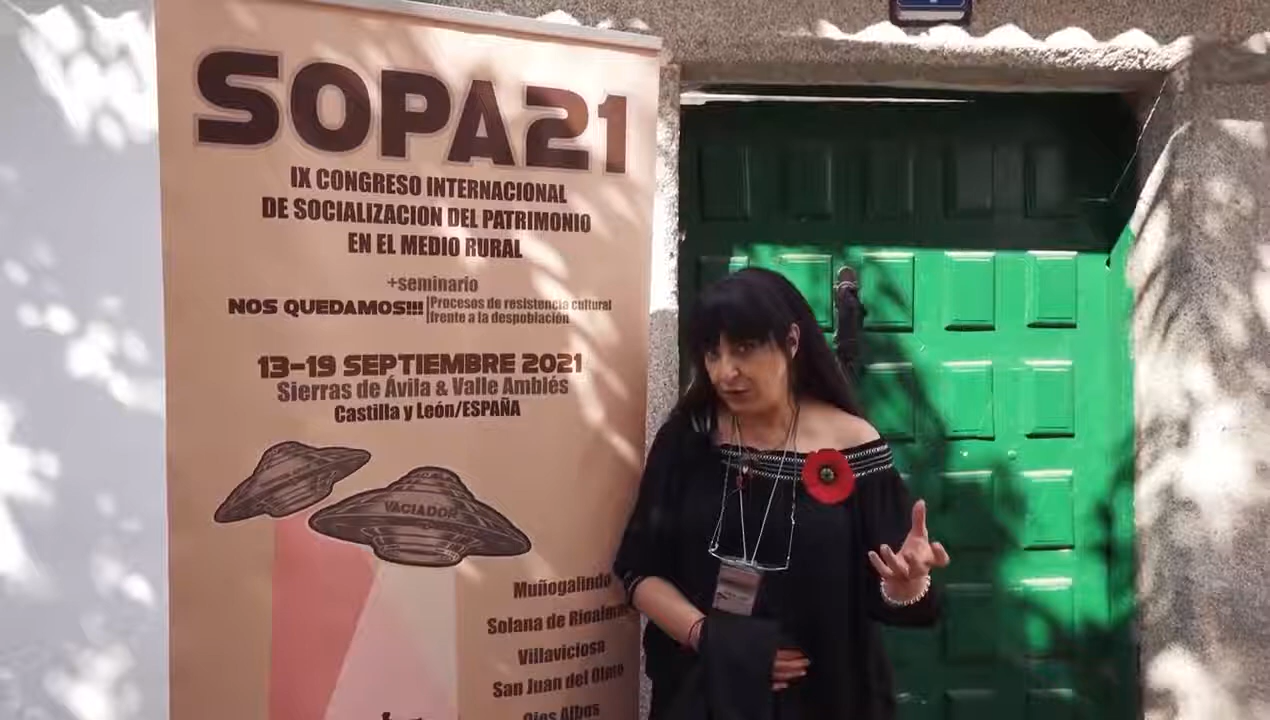 SOPA21
IX CONGRESO INTERNACIONAL
DE SOCIALIZACION DEL PATRIMONIO
EN EL MEDIO RURAL
+seminario
NOS QUEDAMOS!!! Procesos de resistencia cultural
frente a la despoblación
13-19 SEPTIEMBRE 2021
Sierras de Ávila & Valle Amblés
Castilla y León/ESPAÑA
VACIADOR
Muñogalindo
Solana de
Villaviciosa
San Juan del Olmo
Ojos Albos